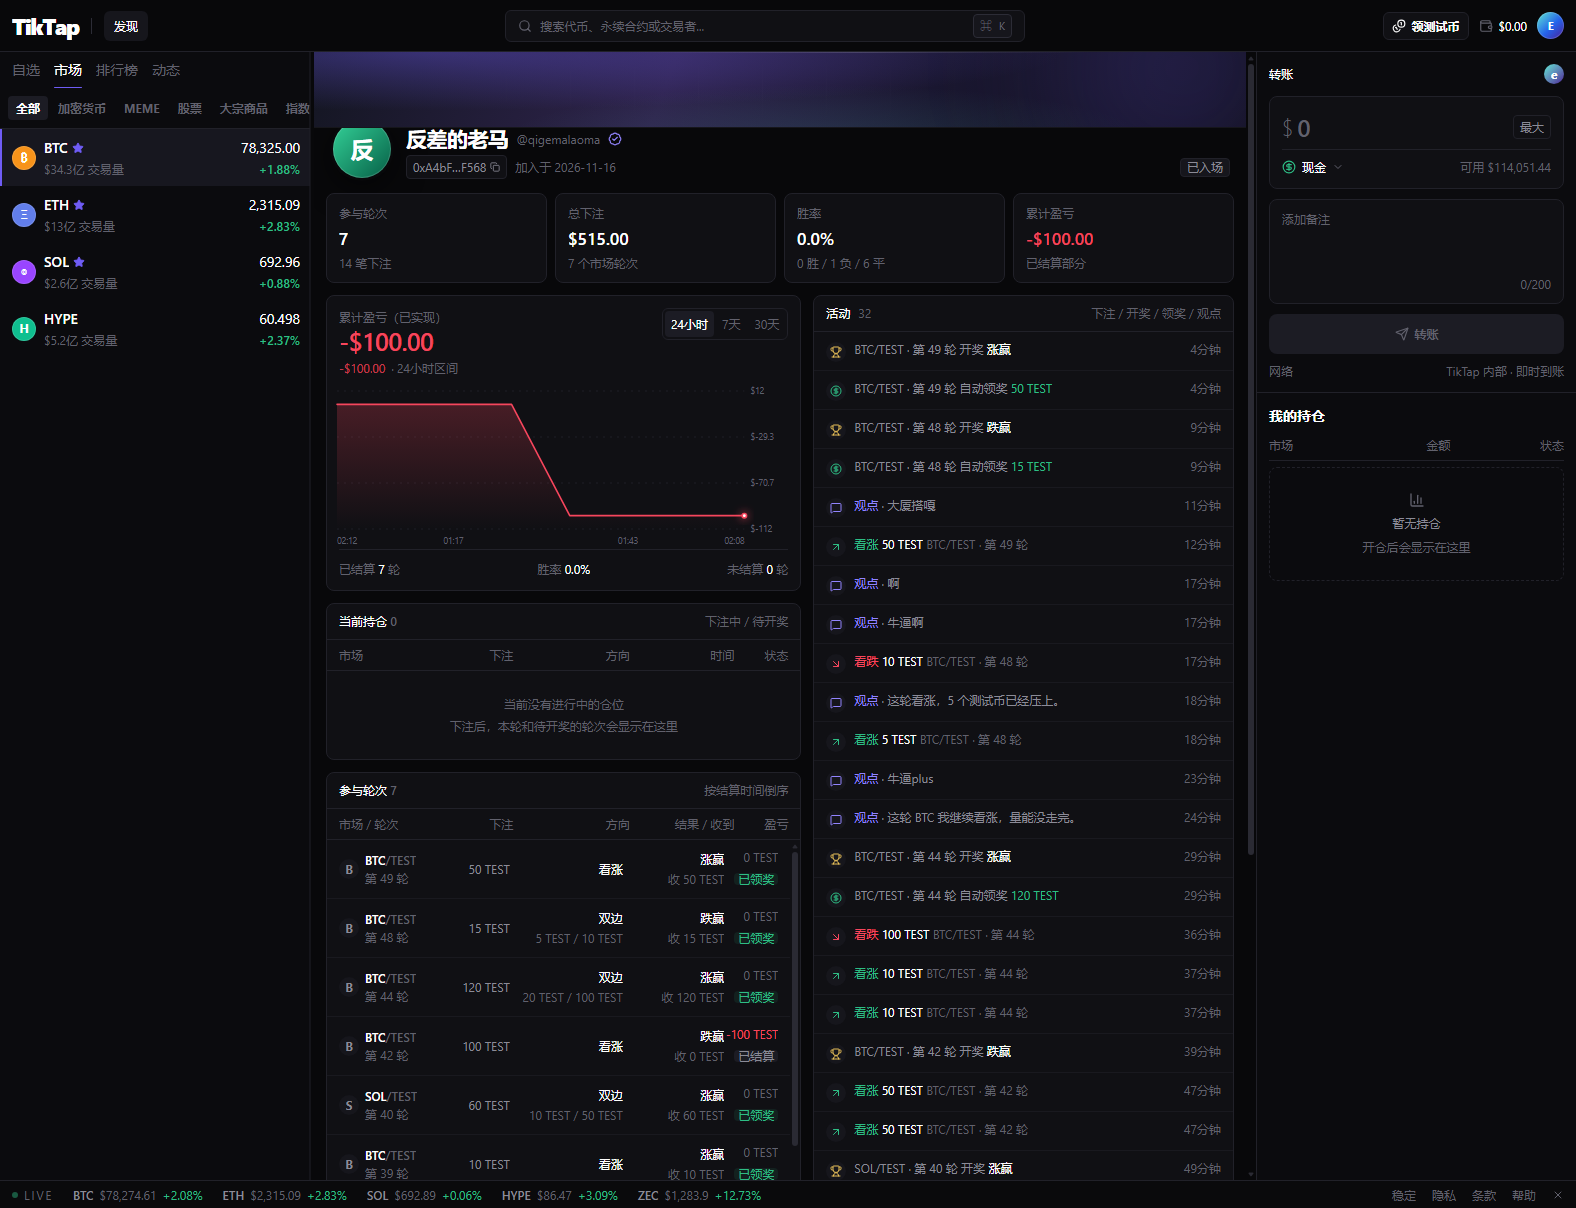 TikTap
发现
搜索代币、永续合约或交易者...
⌘ K
领测试币
$0.00
E
自选 市场 排行榜 动态
全部 加密货币 MEME 股票 大宗商品 指数
BTC 78,325.00
$34.3亿 交易量 +1.88%
ETH 2,315.09
$13亿 交易量 +2.83%
SOL 692.96
$2.6亿 交易量 +0.88%
H
HYPE 60.498
$5.2亿 交易量 +2.37%
反
反差的老马 @qigemalaoma
0xA4bF...F568 加入于 2026-11-16
已入场
参与轮次
7
14 笔下注
总下注
$515.00
7 个市场轮次
胜率
0.0%
0 胜 / 1 负 / 6 平
累计盈亏
-$100.00
已结算部分
累计盈亏（已实现）
-$100.00
-$100.00 · 24小时区间
24小时 7天 30天
$12
$-29.3
$-70.7
$-112
02:12 01:17 01:43 02:08
已结算 7 轮 胜率 0.0% 未结算 0 轮
当前持仓 0 下注中 / 待开奖
市场 下注 方向 时间 状态
当前没有进行中的仓位
下注后，本轮和待开奖的轮次会显示在这里
参与轮次 7 按结算时间倒序
市场 / 轮次 下注 方向 结果 / 收到 盈亏
B BTC/TEST 第 49 轮 50 TEST 看涨 涨赢 收 50 TEST 0 TEST 已领奖
B BTC/TEST 第 48 轮 15 TEST 双边 5 TEST / 10 TEST 跌赢 收 15 TEST 0 TEST 已领奖
B BTC/TEST 第 44 轮 120 TEST 双边 20 TEST / 100 TEST 涨赢 收 120 TEST 0 TEST 已领奖
B BTC/TEST 第 42 轮 100 TEST 看涨 跌赢 收 0 TEST -100 TEST 已结算
S SOL/TEST 第 40 轮 60 TEST 双边 10 TEST / 50 TEST 涨赢 收 60 TEST 0 TEST 已领奖
B BTC/TEST 第 39 轮 10 TEST 看涨 涨赢 收 10 TEST 0 TEST 已领奖
活动 32 下注 / 开奖 / 领奖 / 观点
BTC/TEST · 第 49 轮 开奖 涨赢 4分钟
BTC/TEST · 第 49 轮 自动领奖 50 TEST 4分钟
BTC/TEST · 第 48 轮 开奖 跌赢 9分钟
BTC/TEST · 第 48 轮 自动领奖 15 TEST 9分钟
观点 · 大厦搭嘎 11分钟
看涨 50 TEST BTC/TEST · 第 49 轮 12分钟
观点 · 啊 17分钟
观点 · 牛逼啊 17分钟
看跌 10 TEST BTC/TEST · 第 48 轮 17分钟
观点 · 这轮看涨，5 个测试币已经压上。 18分钟
看涨 5 TEST BTC/TEST · 第 48 轮 18分钟
观点 · 牛逼plus 23分钟
观点 · 这轮 BTC 我继续看涨，量能没走完。 24分钟
BTC/TEST · 第 44 轮 开奖 涨赢 29分钟
BTC/TEST · 第 44 轮 自动领奖 120 TEST 29分钟
看跌 100 TEST BTC/TEST · 第 44 轮 36分钟
看涨 10 TEST BTC/TEST · 第 44 轮 37分钟
看涨 10 TEST BTC/TEST · 第 44 轮 37分钟
BTC/TEST · 第 42 轮 开奖 跌赢 39分钟
看涨 50 TEST BTC/TEST · 第 42 轮 47分钟
看涨 50 TEST BTC/TEST · 第 42 轮 47分钟
SOL/TEST · 第 40 轮 开奖 涨赢 49分钟
转账
e
$ 0 最大
现金 可用 $114,051.44
添加备注
0/200
转账
网络 TikTap 内部 · 即时到账
我的持仓
市场 金额 状态
暂无持仓
开仓后会显示在这里
LIVE BTC $78,274.61 +2.08% ETH $2,315.09 +2.83% SOL $692.89 +0.06% HYPE $86.47 +3.09% ZEC $1,283.9 +12.73%
稳定 隐私 条款 帮助 ×